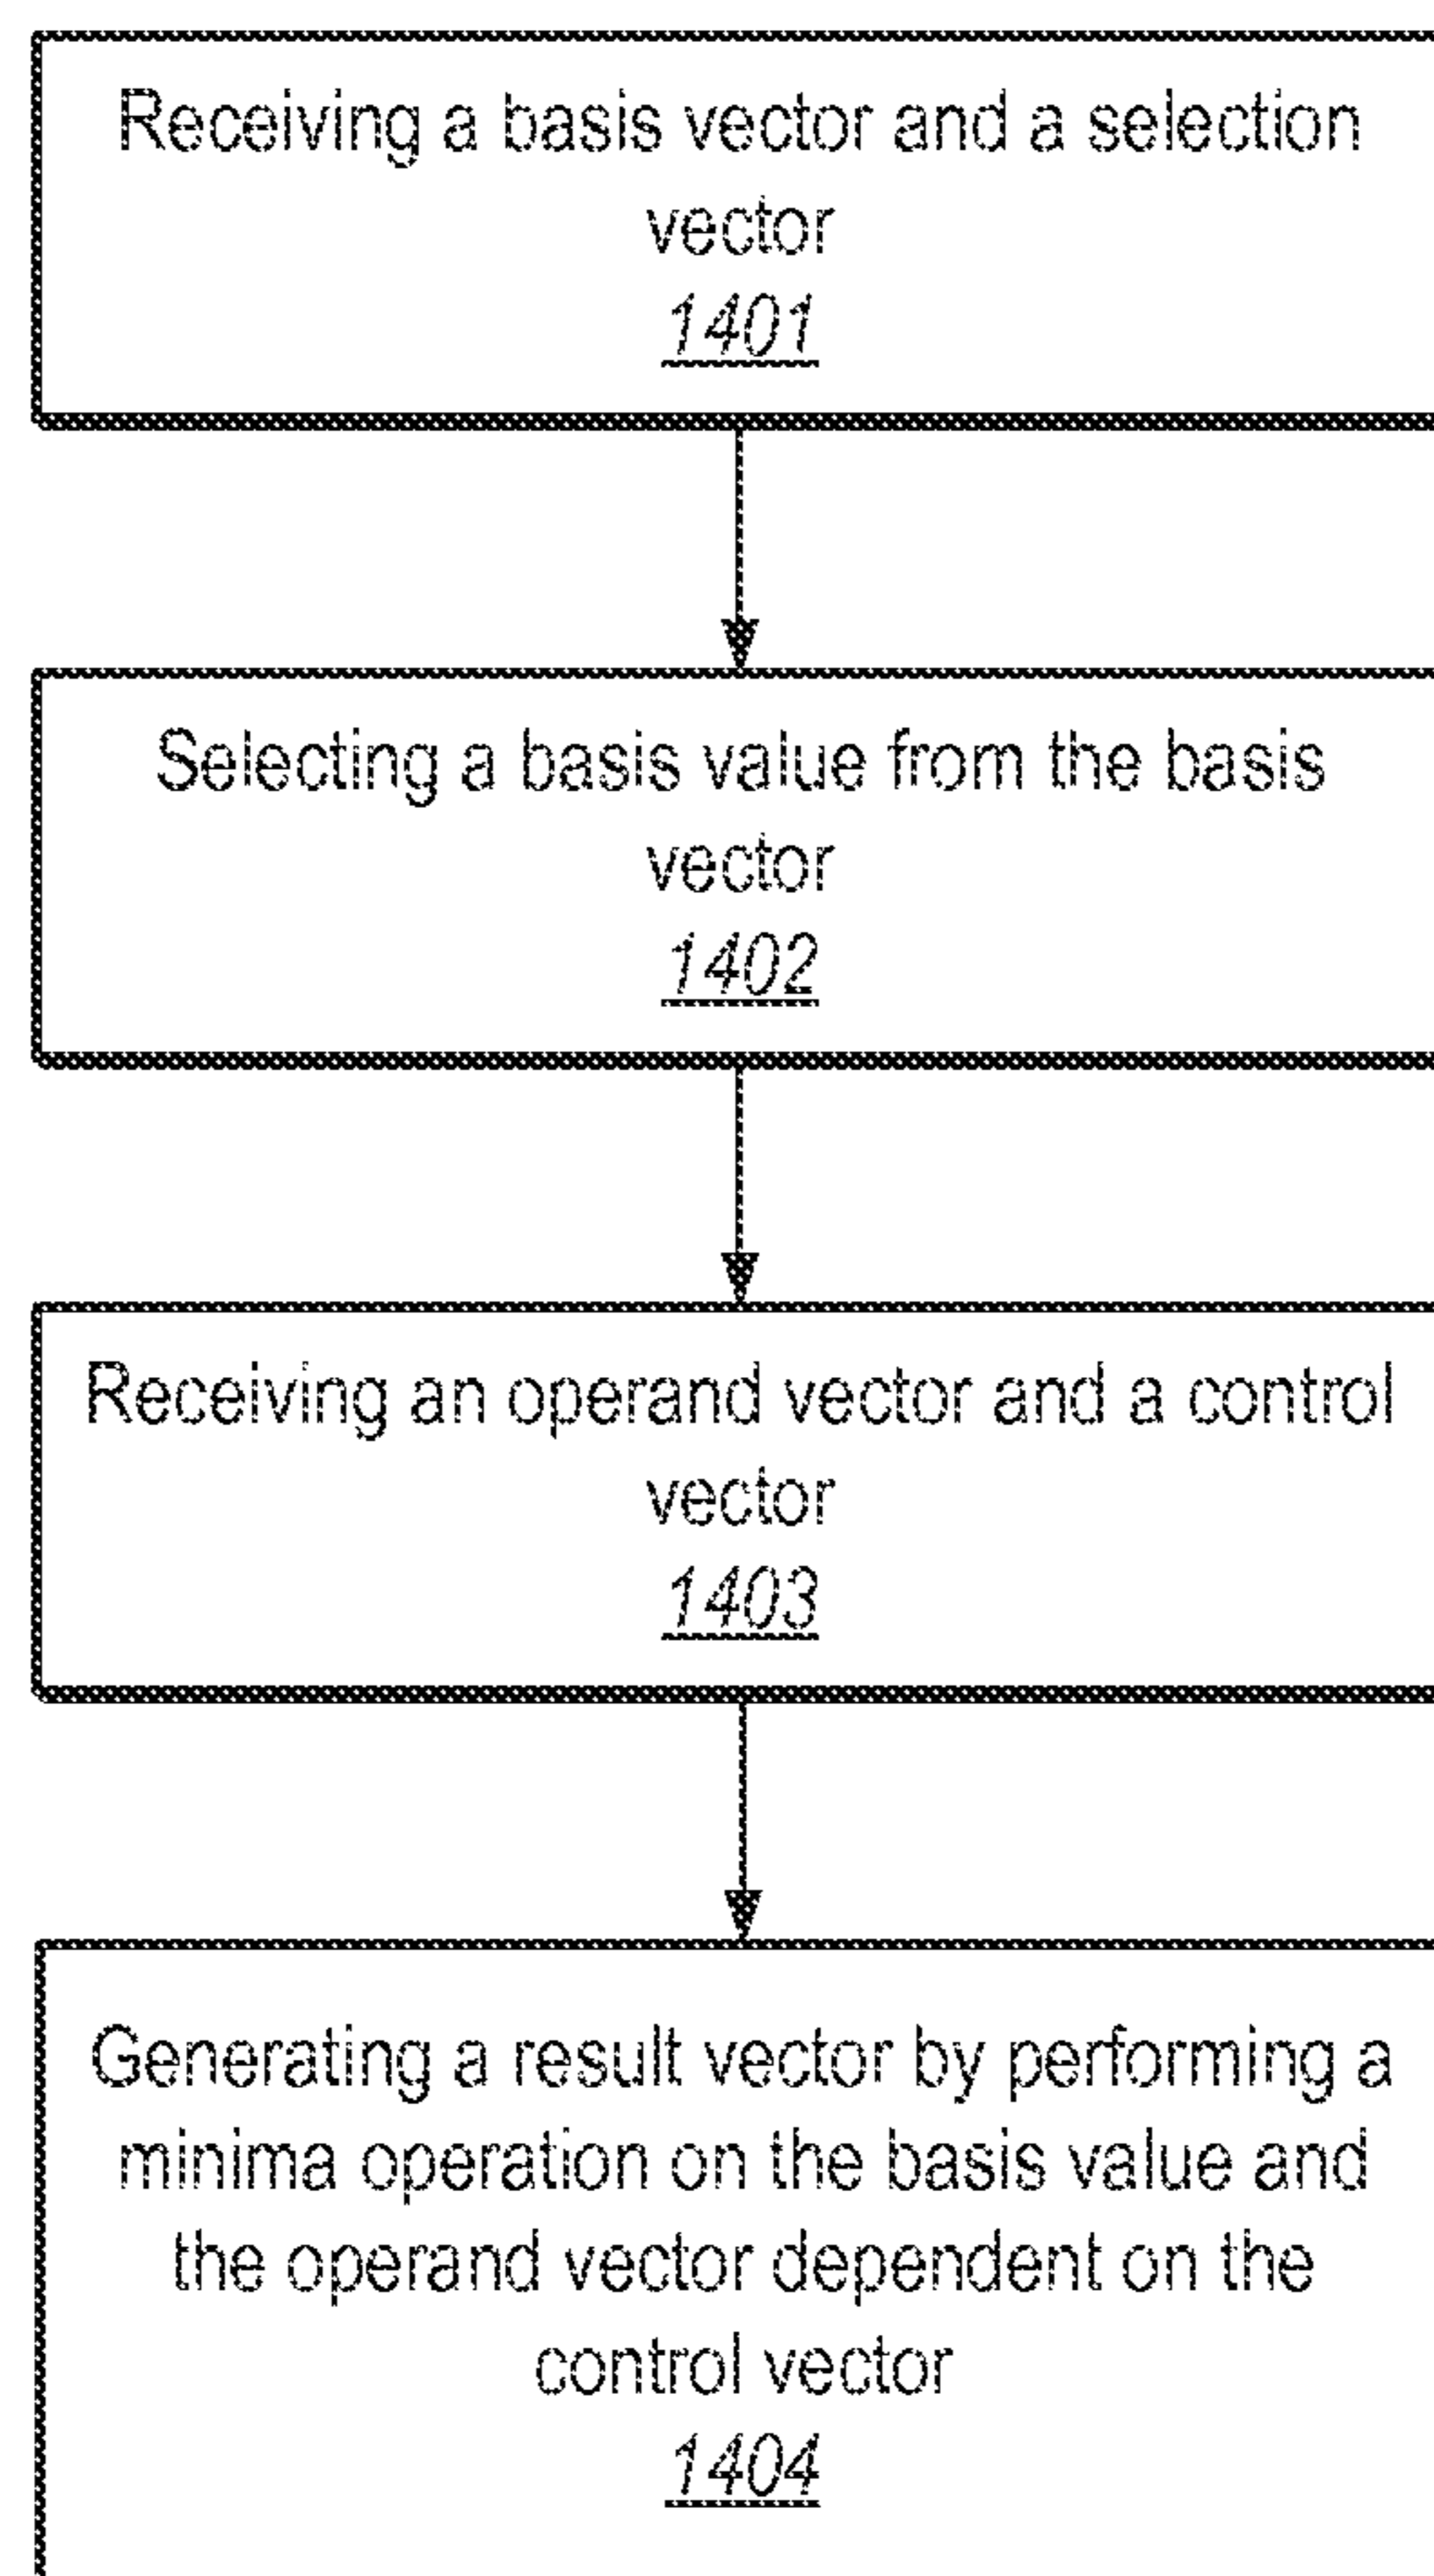 Receiving a basis vector and a selection
vector
1401
Selecting a basis value from the basis
vector
1402
Receiving an operand vector and a control
vector
1403
Generating a result vector by performing a
minima operation on the basis value and
the operand vector dependent on the
control vector
1404